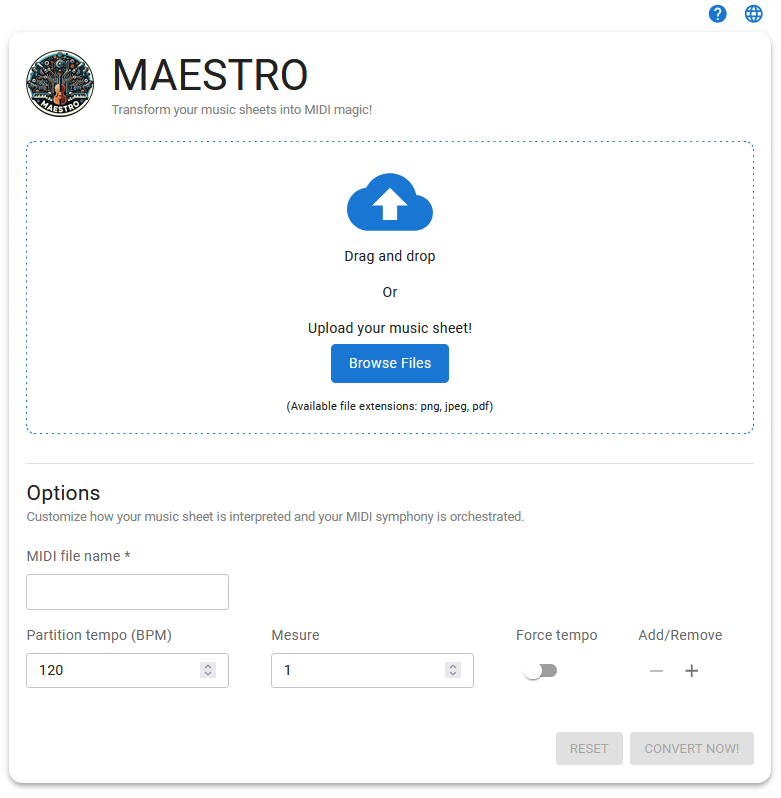 MAESTRO
MAESTRO
Transform your music sheets into MIDI magic!
Drag and drop
Or
Upload your music sheet!
Browse Files
(Available file extensions: png, jpeg, pdf)
Options
Customize how your music sheet is interpreted and your MIDI symphony is orchestrated.
MIDI file name *
Partition tempo (BPM) Mesure Force tempo Add/Remove
120 1
RESET CONVERT NOW!